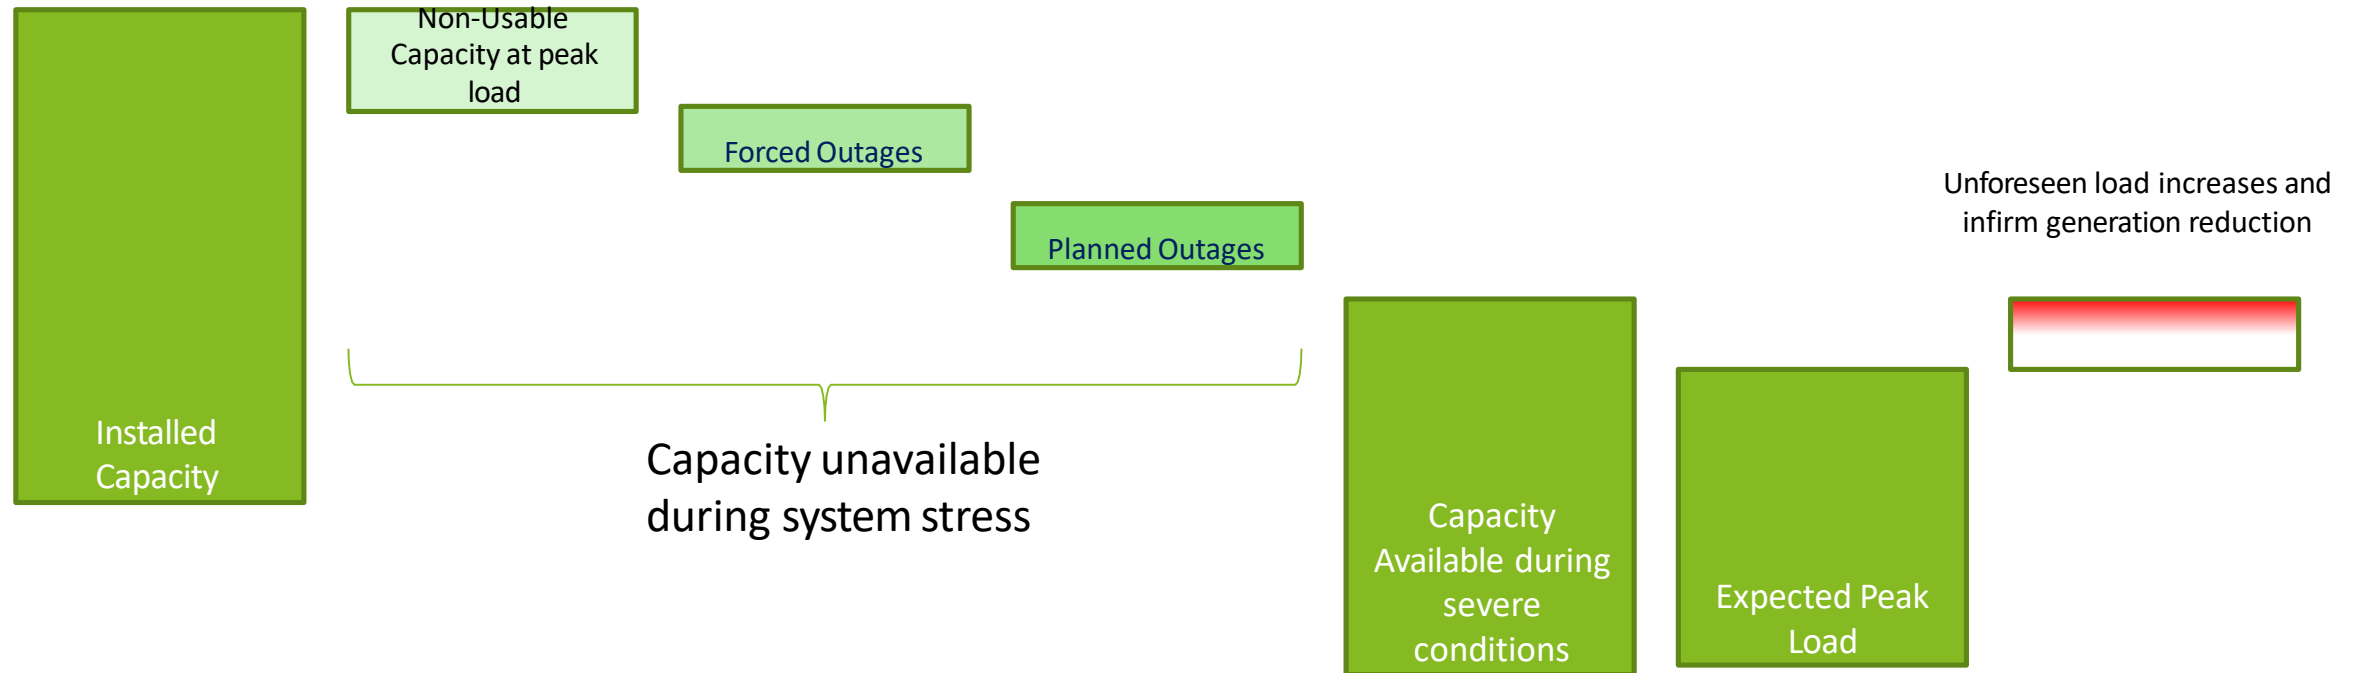 Non-Usable
Capacity at peak
load
Forced Outages
Planned Outages
Unforeseen load increases and
infirm generation reduction
Installed
Capacity
Capacity unavailable
during system stress
Capacity
Available during
severe
conditions
Expected Peak
Load